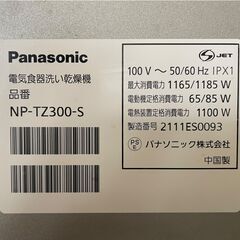 Panasonic
電気食器洗い乾燥機
品番
NP-TZ300-S
JET
100 V ～ 50/60 Hz IPX1
最大消費電力 1165/1185 W
電動機定格消費電力 65/85 W
電熱装置定格消費電力 1100 W
製造番号 2111ES0093
PS E パナソニック株式会社
中国製